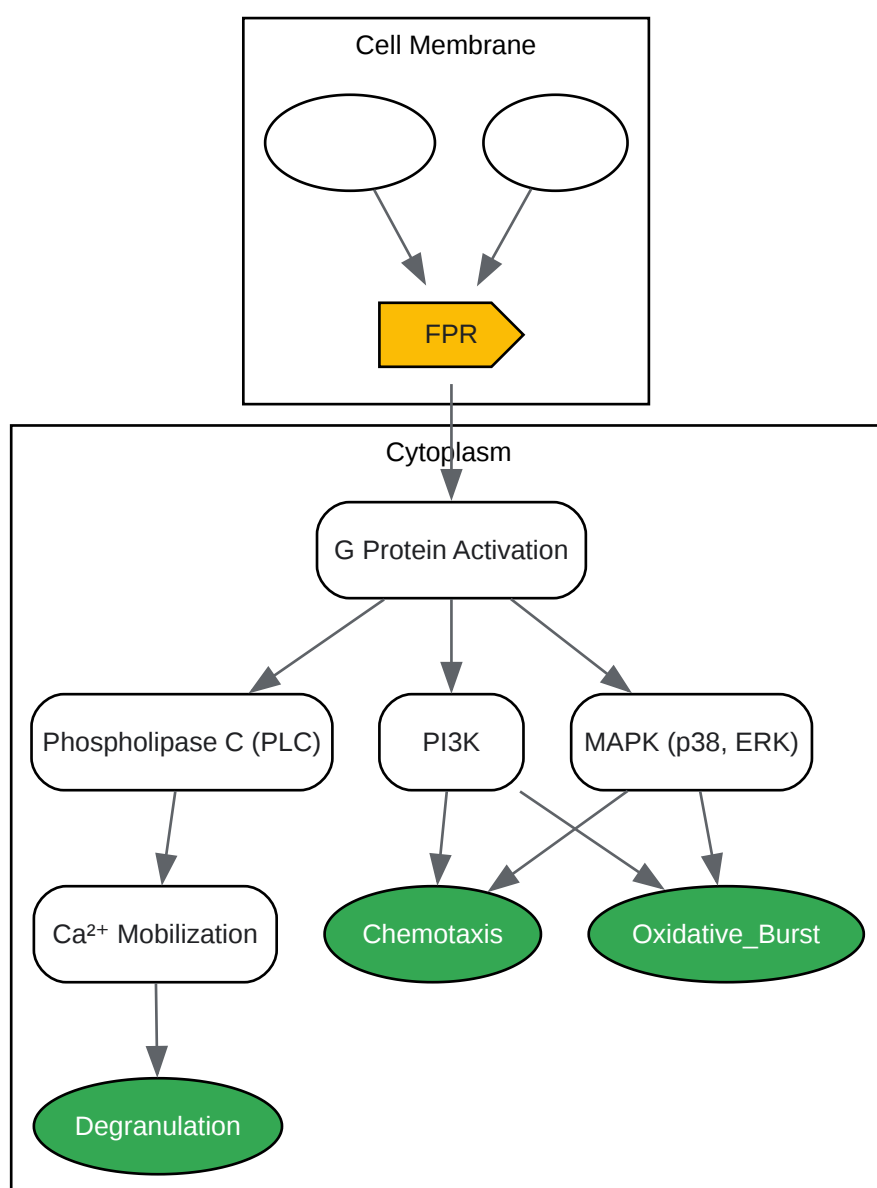 Cell Membrane
FPR
Cytoplasm
G Protein Activation
Phospholipase C (PLC)
PI3K
MAPK (p38, ERK)
Ca²⁺ Mobilization
Chemotaxis
Oxidative_Burst
Degranulation